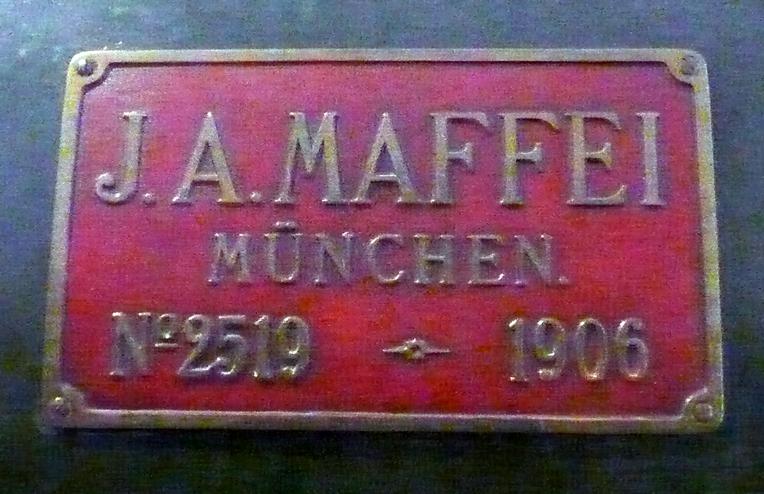 J. A. MAFFEI
MÜNCHEN.
Nº 2519 1906